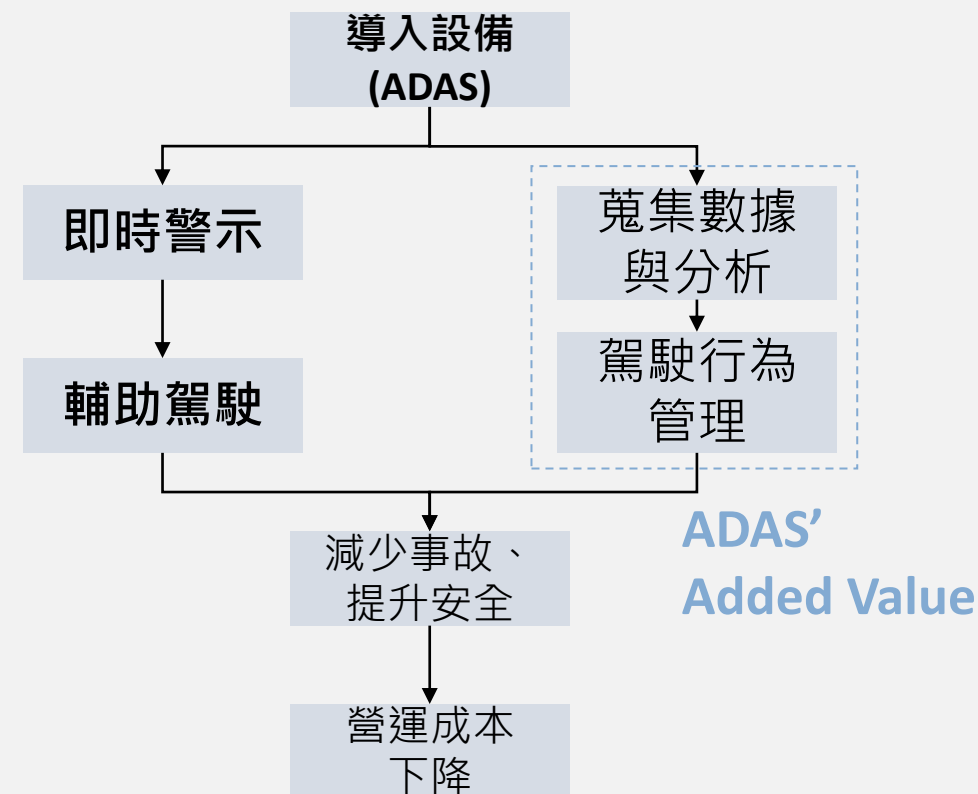 導入設備
(ADAS)
即時警示
蒐集數據
與分析
輔助駕駛
駕駛行為
管理
減少事故、
提升安全
ADAS’
Added Value
營運成本
下降